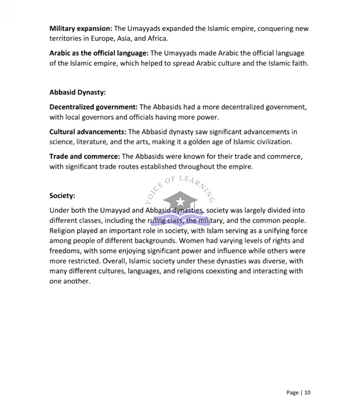 Military expansion: The Umayyads expanded the Islamic empire, conquering new
territories in Europe, Asia, and Africa.
Arabic as the official language: The Umayyads made Arabic the official language
of the Islamic empire, which helped to spread Arabic culture and the Islamic faith.
Abbasid Dynasty:
Decentralized government: The Abbasids had a more decentralized government,
with local governors and officials having more power.
Cultural advancements: The Abbasid dynasty saw significant advancements in
science, literature, and the arts, making it a golden age of Islamic civilization.
Trade and commerce: The Abbasids were known for their trade and commerce,
with significant trade routes established throughout the empire.
VOICE OF LEARNING
Society:
Under both the Umayyad and Abbasid dynasties, society was largely divided into
different classes, including the ruling class, the military, and the common people.
Religion played an important role in society, with Islam serving as a unifying force
among people of different backgrounds. Women had varying levels of rights and
freedoms, with some enjoying significant power and influence while others were
more restricted. Overall, Islamic society under these dynasties was diverse, with
many different cultures, languages, and religions coexisting and interacting with
one another.
Page | 10